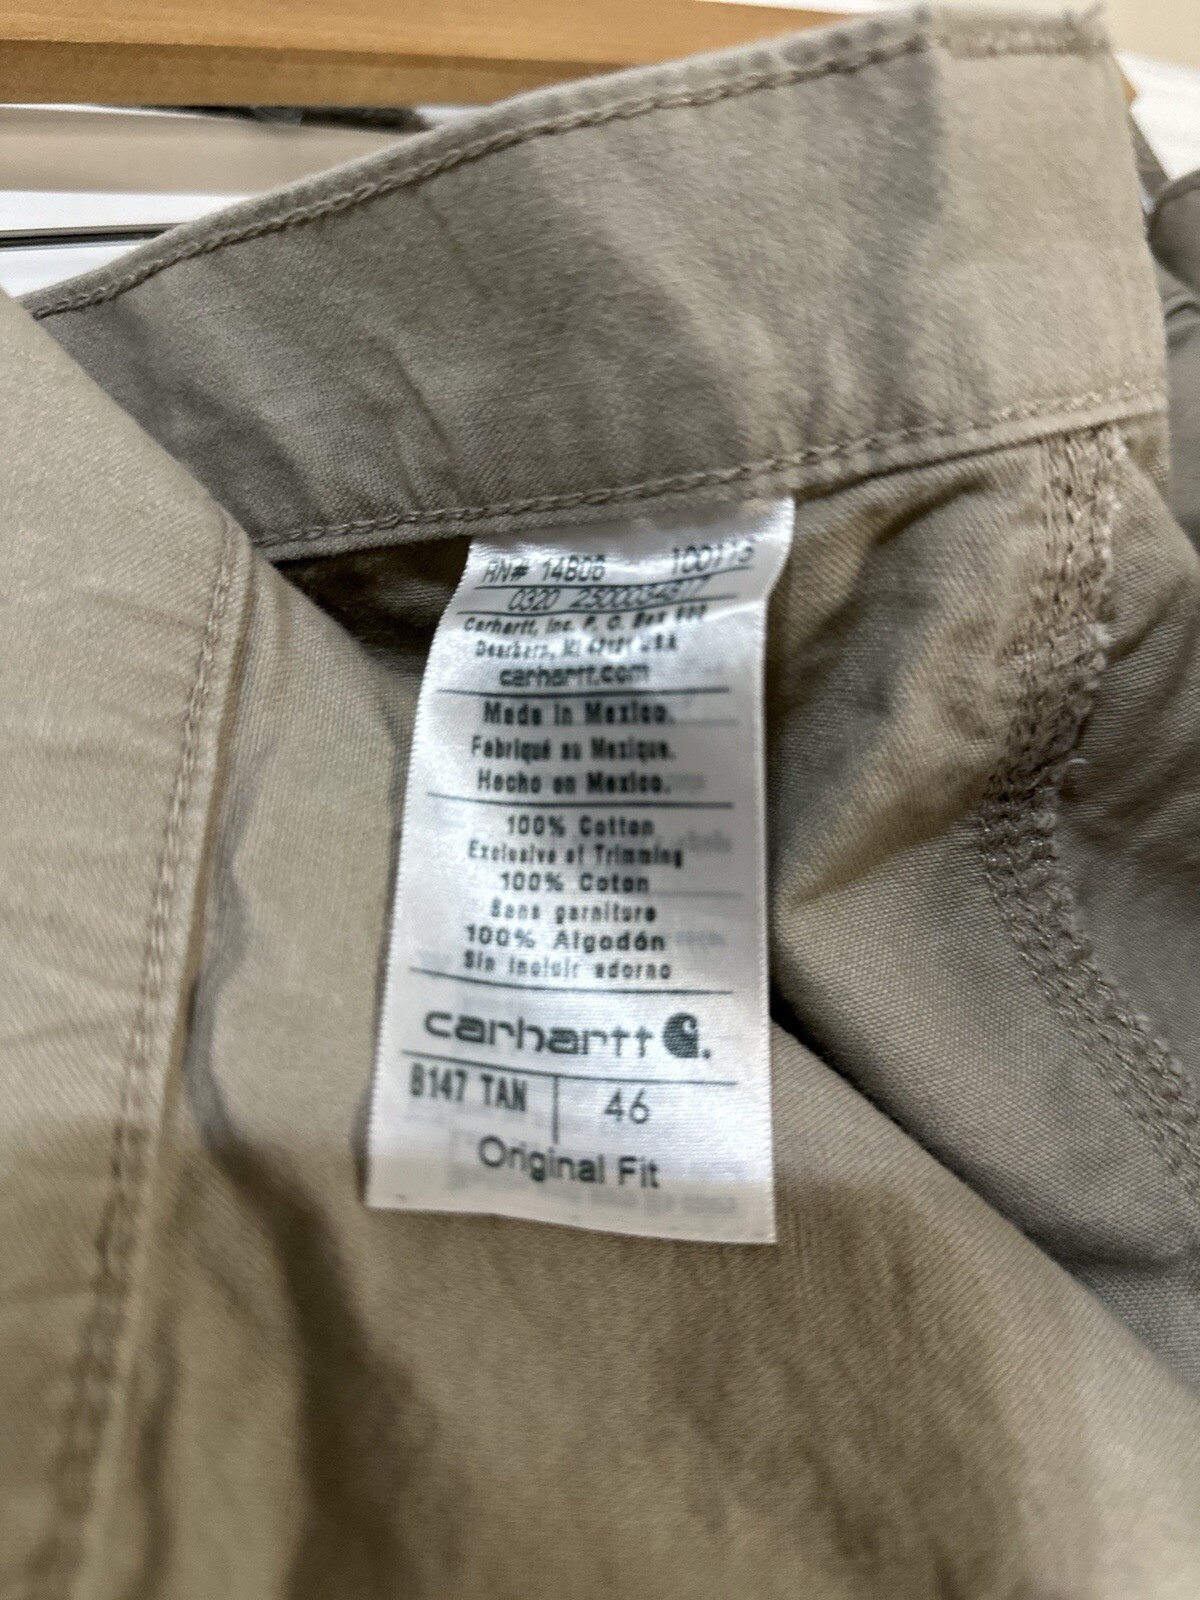 RN# 14806 100113
0320 2500034817
Carhartt, Inc. P. O. Box 600
Dearborn, MI 48121 USA
carhartt.com
Made in Mexico.
Fabriqué au Mexique.
Hecho en Mexico.
100% Cotton
Exclusive of Trimming
100% Coton
Sans garniture
100% Algodón
Sin incluir adorno
carhartt
B147 TAN 46
Original Fit